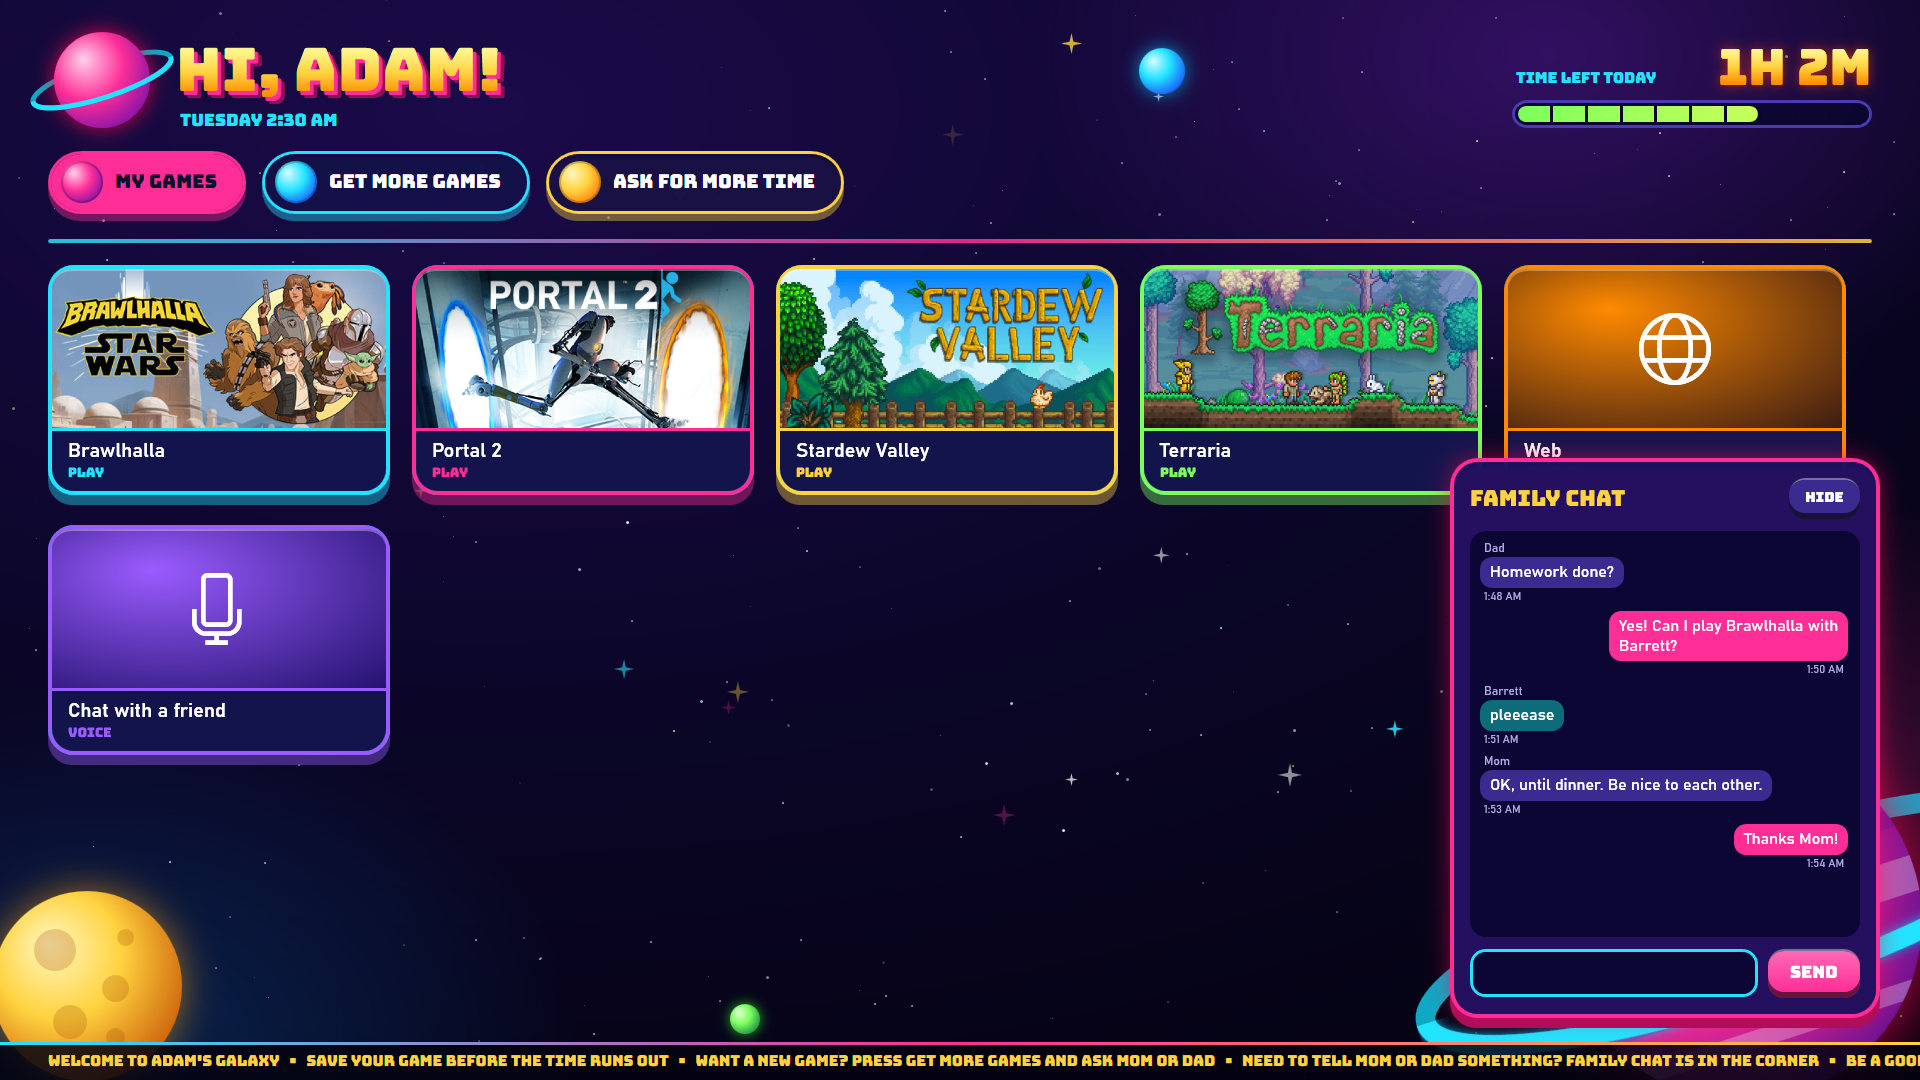 HI, ADAM!
TUESDAY 2:30 AM
TIME LEFT TODAY
1H 2M
MY GAMES
GET MORE GAMES
ASK FOR MORE TIME
BRAWLHALLA
STAR
WARS
Brawlhalla
PLAY
PORTAL 2
Portal 2
PLAY
STARDEW
VALLEY
Stardew Valley
PLAY
Terraria
Terraria
PLAY
Web
Chat with a friend
VOICE
FAMILY CHAT
HIDE
Dad
Homework done?
1:48 AM
Yes! Can I play Brawlhalla with
Barrett?
1:50 AM
Barrett
pleeease
1:51 AM
Mom
OK, until dinner. Be nice to each other.
1:53 AM
Thanks Mom!
1:54 AM
SEND
WELCOME TO ADAM'S GALAXY ▪ SAVE YOUR GAME BEFORE THE TIME RUNS OUT ▪ WANT A NEW GAME? PRESS GET MORE GAMES AND ASK MOM OR DAD ▪ NEED TO TELL MOM OR DAD SOMETHING? FAMILY CHAT IS IN THE CORNER ▪ BE A